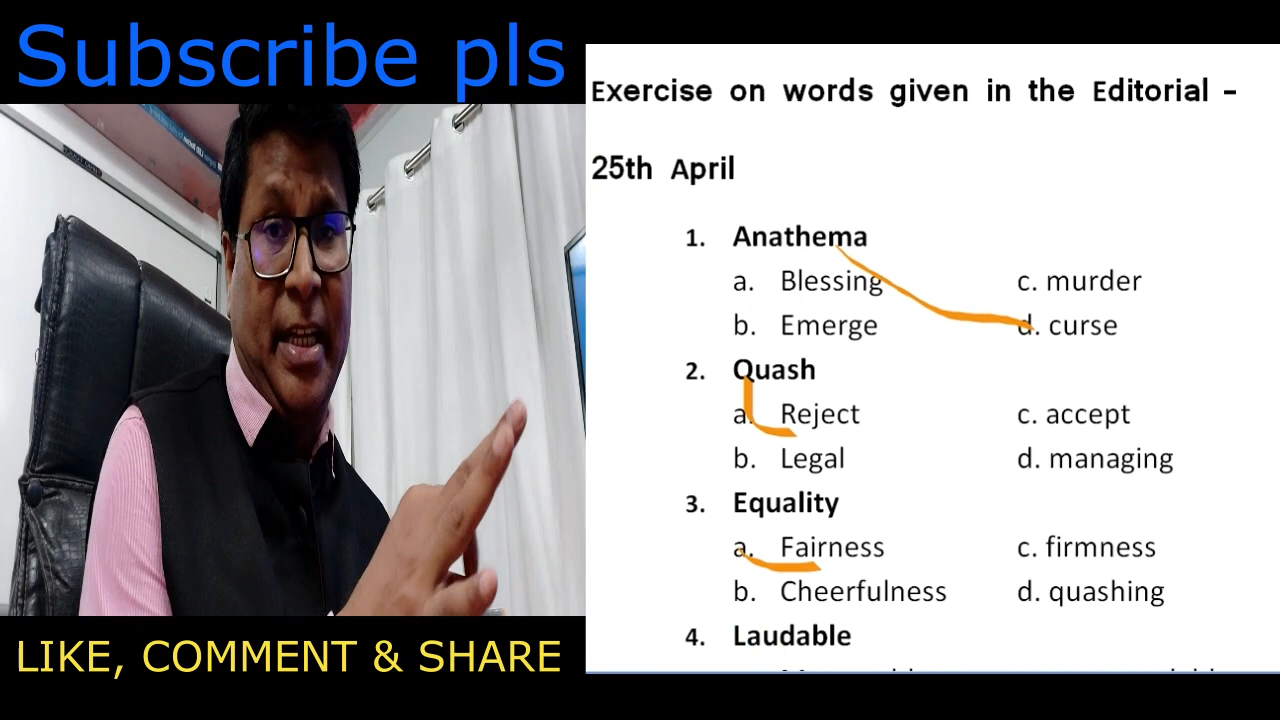 Subscribe pls
LIKE, COMMENT & SHARE
Exercise on words given in the Editorial –
25th April
1. Anathema
a. Blessing c. murder
b. Emerge d. curse
2. Quash
a. Reject c. accept
b. Legal d. managing
3. Equality
a. Fairness c. firmness
b. Cheerfulness d. quashing
4. Laudable